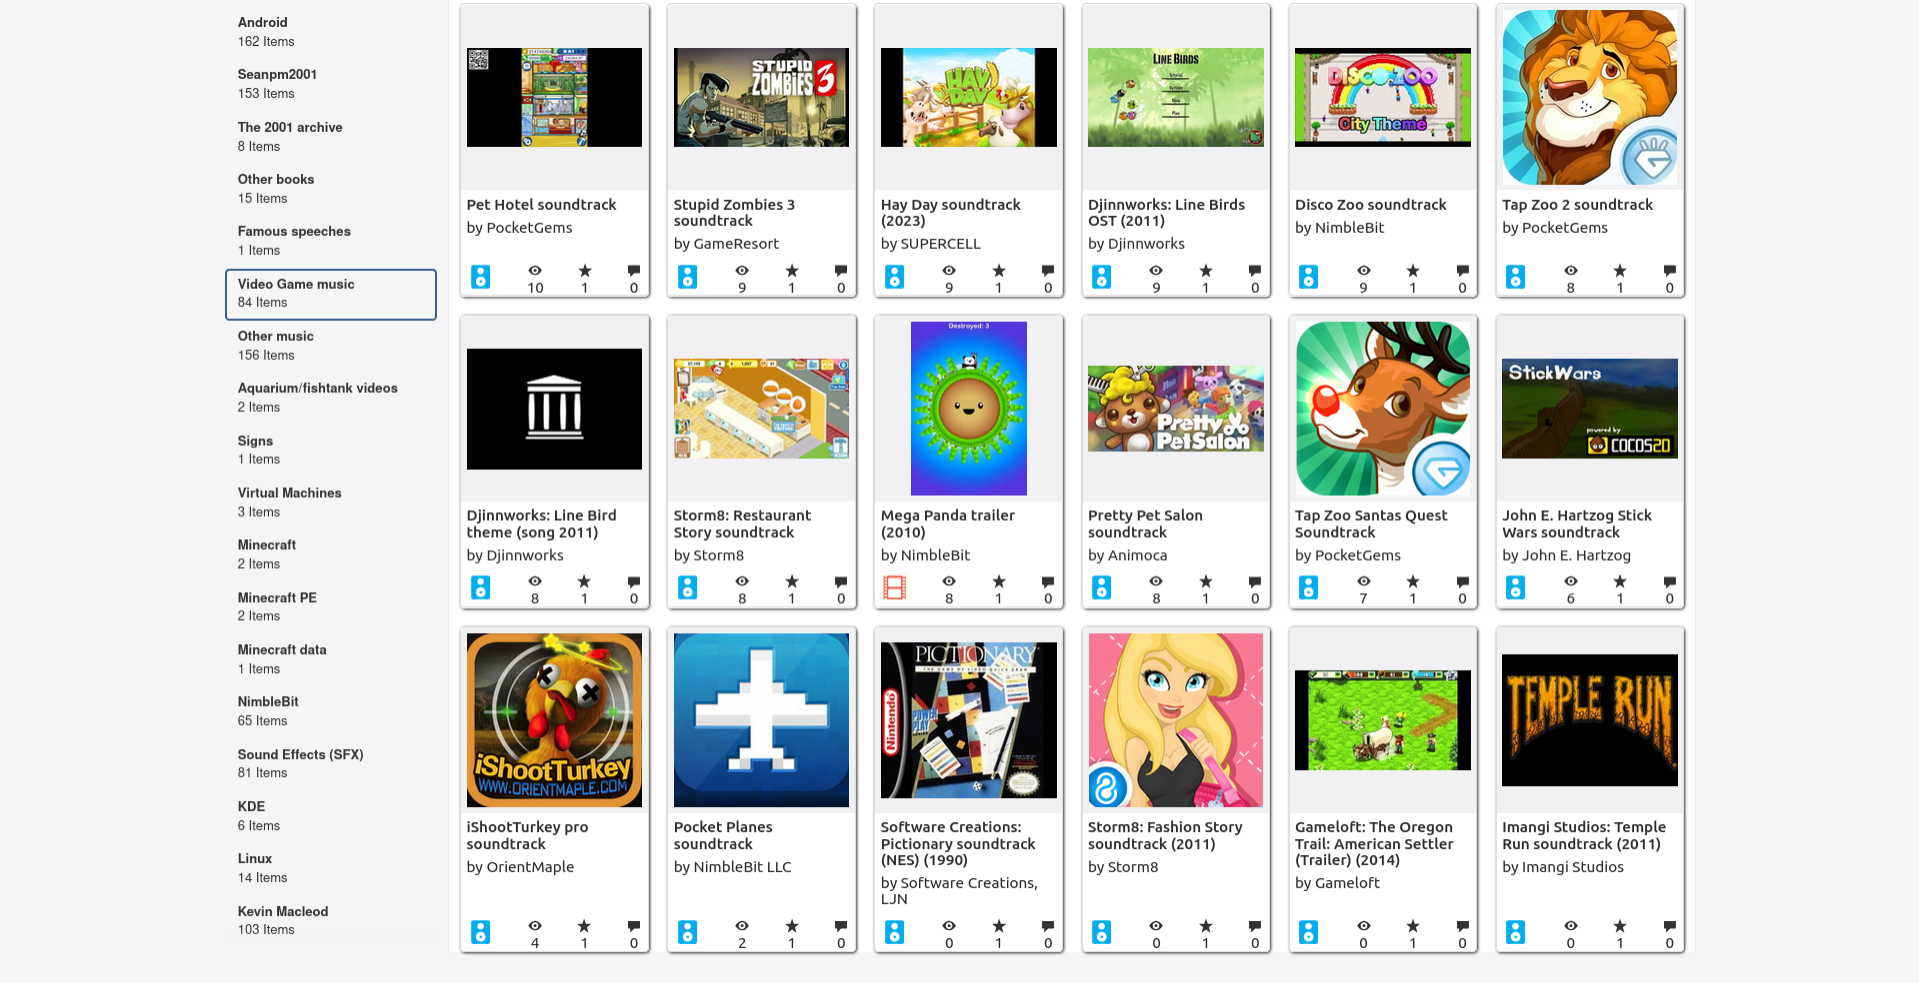 Android
162 Items
Seanpm2001
153 Items
The 2001 archive
8 Items
Other books
15 Items
Famous speeches
1 Items
Video Game music
84 Items
Other music
156 Items
Aquarium/fishtank videos
2 Items
Signs
1 Items
Virtual Machines
3 Items
Minecraft
2 Items
Minecraft PE
2 Items
Minecraft data
1 Items
NimbleBit
65 Items
Sound Effects (SFX)
81 Items
KDE
6 Items
Linux
14 Items
Kevin Macleod
103 Items
Pet Hotel soundtrack
by PocketGems
10 1 0
STUPID
ZOMBIES 3
Stupid Zombies 3
soundtrack
by GameResort
9 1 0
HAY
DAY
Hay Day soundtrack
(2023)
by SUPERCELL
9 1 0
LINE BIRDS
Tutorial
Options
Play
Djinnworks: Line Birds
OST (2011)
by Djinnworks
9 1 0
DISCO ZOO
City Theme
Disco Zoo soundtrack
by NimbleBit
9 1 0
Tap Zoo 2 soundtrack
by PocketGems
8 1 0
Djinnworks: Line Bird
theme (song 2011)
by Djinnworks
8 1 0
Storm8: Restaurant
Story soundtrack
by Storm8
8 1 0
Destroyed: 3
Mega Panda trailer
(2010)
by NimbleBit
8 1 0
Pretty
Pet Salon
Pretty Pet Salon
soundtrack
by Animoca
8 1 0
Tap Zoo Santas Quest
Soundtrack
by PocketGems
7 1 0
StickWars
powered by
COCOS2D
John E. Hartzog Stick
Wars soundtrack
by John E. Hartzog
6 1 0
iShootTurkey
WWW.ORIENTMAPLE.COM
iShootTurkey pro
soundtrack
by OrientMaple
4 1 0
Pocket Planes
soundtrack
by NimbleBit LLC
2 1 0
PICTIONARY
THE GAME OF VIDEO QUICK DRAW
Nintendo
POWER
PLAY
Software Creations:
Pictionary soundtrack
(NES) (1990)
by Software Creations,
LJN
0 1 0
Storm8: Fashion Story
soundtrack (2011)
by Storm8
0 1 0
Gameloft: The Oregon
Trail: American Settler
(Trailer) (2014)
by Gameloft
0 1 0
TEMPLE RUN
Imangi Studios: Temple
Run soundtrack (2011)
by Imangi Studios
0 1 0